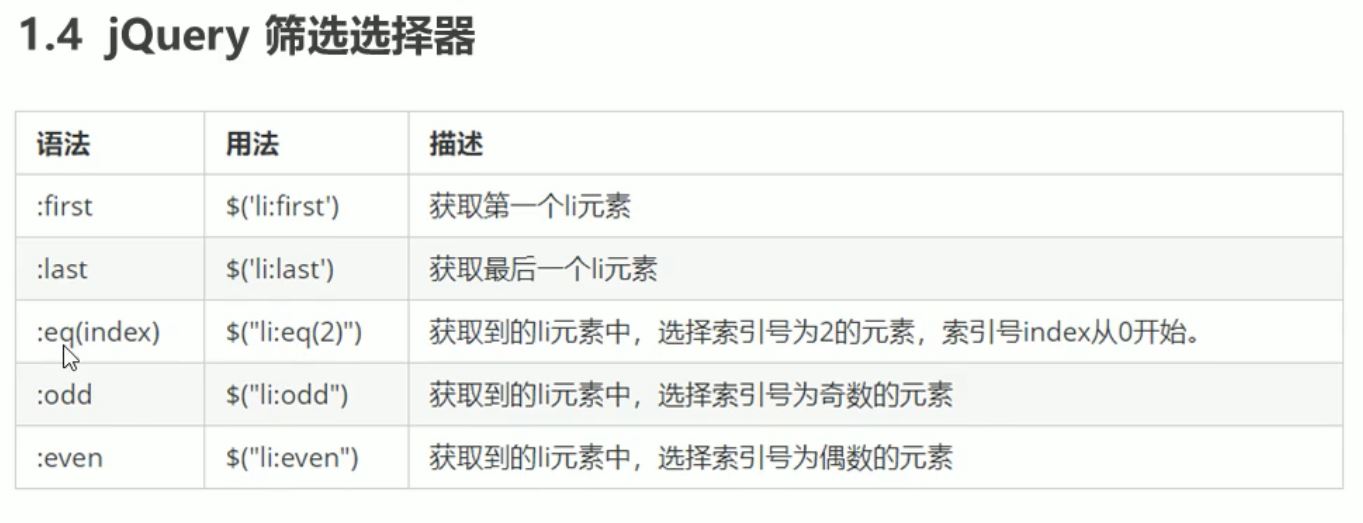 1.4 jQuery 筛选选择器
语法 用法 描述
:first $('li:first') 获取第一个li元素
:last $('li:last') 获取最后一个li元素
:eq(index) $("li:eq(2)") 获取到的li元素中，选择索引号为2的元素，索引号index从0开始。
:odd $("li:odd") 获取到的li元素中，选择索引号为奇数的元素
:even $("li:even") 获取到的li元素中，选择索引号为偶数的元素